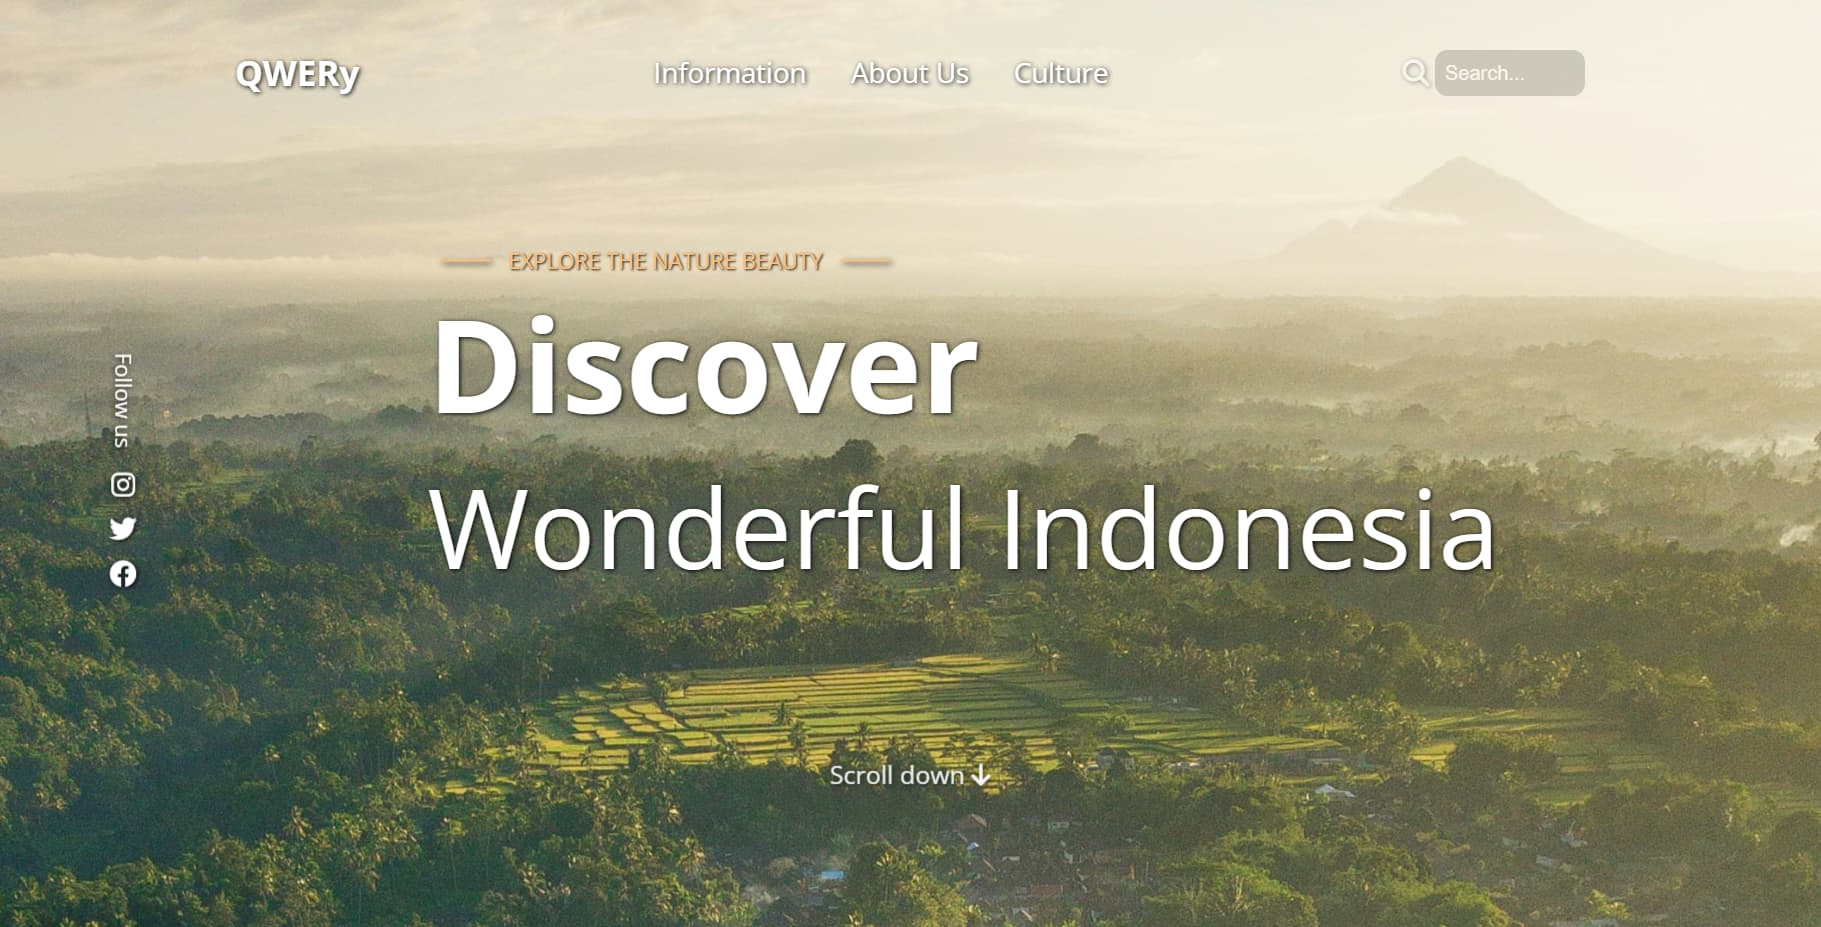 QWERy
Information
About Us
Culture
Search...
EXPLORE THE NATURE BEAUTY
Discover
Wonderful Indonesia
Follow us
Scroll down